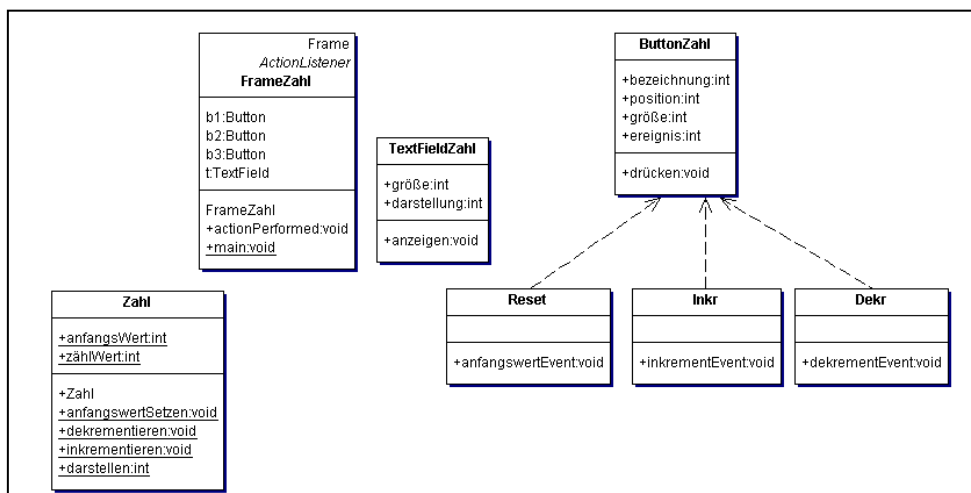 Frame
ActionListener
FrameZahl
b1:Button
b2:Button
b3:Button
t:TextField
FrameZahl
+actionPerformed:void
+main:void
TextFieldZahl
+größe:int
+darstellung:int
+anzeigen:void
ButtonZahl
+bezeichnung:int
+position:int
+größe:int
+ereignis:int
+drücken:void
Zahl
+anfangsWert:int
+zählWert:int
+Zahl
+anfangswertSetzen:void
+dekrementieren:void
+inkrementieren:void
+darstellen:int
Reset
+anfangswertEvent:void
Inkr
+inkrementEvent:void
Dekr
+dekrementEvent:void